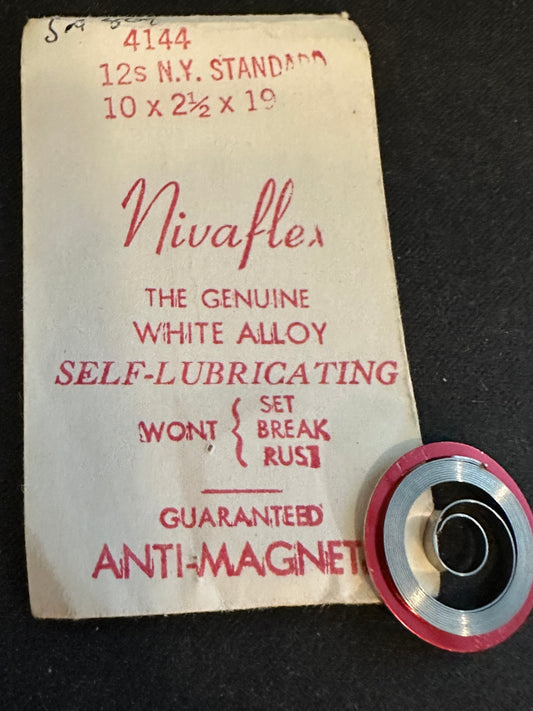 4144
12s N.Y. STANDARD
10 x 2½ x 19
Nivaflex
THE GENUINE
WHITE ALLOY
SELF-LUBRICATING
WONT { SET
BREAK
RUST
GUARANTEED
ANTI-MAGNET